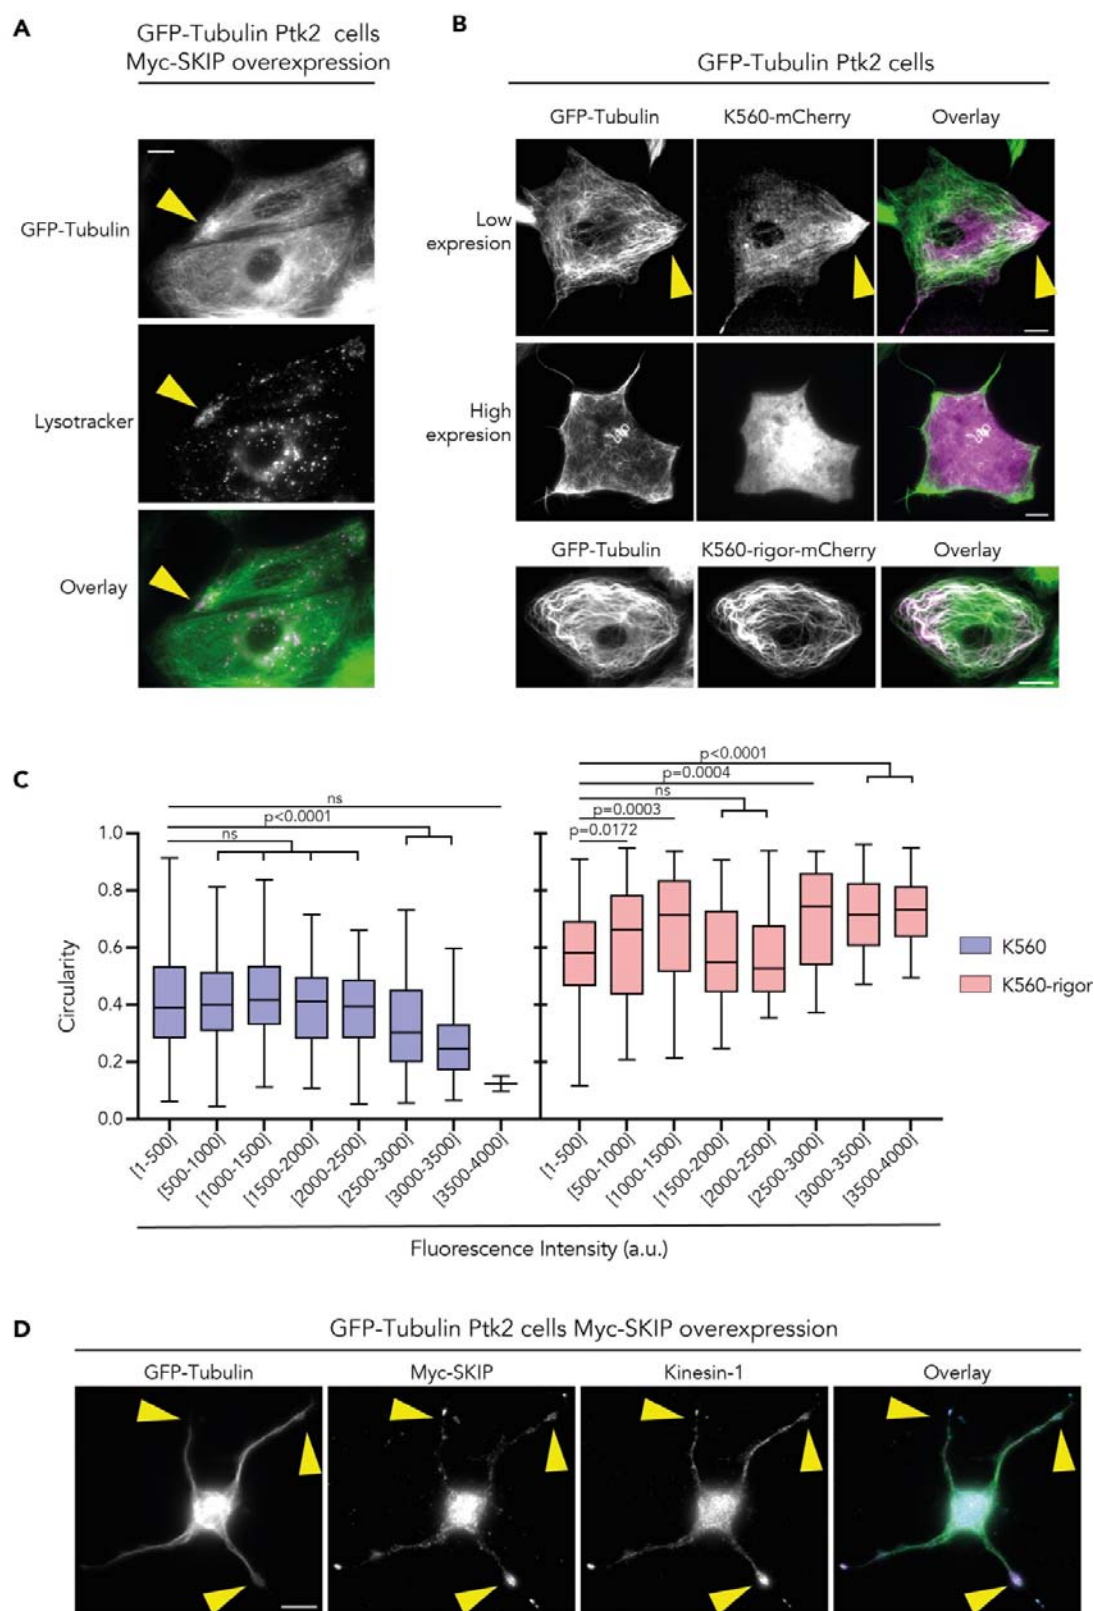 A
GFP-Tubulin Ptk2 cells
Myc-SKIP overexpression
GFP-Tubulin
Lysotracker
Overlay
B
GFP-Tubulin Ptk2 cells
GFP-Tubulin K560-mCherry Overlay
Low
expresion
High
expresion
GFP-Tubulin K560-rigor-mCherry Overlay
C
ns
p<0.0001
ns
p<0.0001
p=0.0004
ns
p=0.0003
p=0.0172
Circularity
1.0
0.8
0.6
0.4
0.2
0.0
[1-500] [500-1000] [1000-1500] [1500-2000] [2000-2500] [2500-3000] [3000-3500] [3500-4000]
[1-500] [500-1000] [1000-1500] [1500-2000] [2000-2500] [2500-3000] [3000-3500] [3500-4000]
Fluorescence Intensity (a.u.)
K560
K560-rigor
D
GFP-Tubulin Ptk2 cells Myc-SKIP overexpression
GFP-Tubulin Myc-SKIP Kinesin-1 Overlay